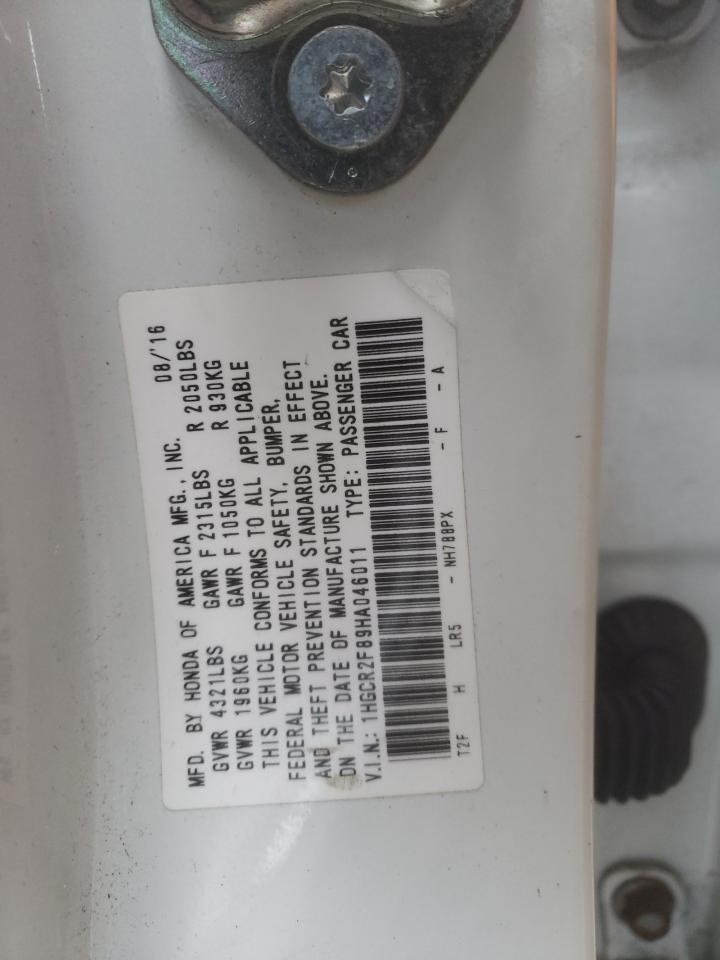 MFD. BY HONDA OF AMERICA MFG., INC. 08/'16
GVWR 4321LBS GAWR F 2315LBS R 2050LBS
GVWR 1960KG GAWR F 1050KG R 930KG
THIS VEHICLE CONFORMS TO ALL APPLICABLE
FEDERAL MOTOR VEHICLE SAFETY, BUMPER,
AND THEFT PREVENTION STANDARDS IN EFFECT
ON THE DATE OF MANUFACTURE SHOWN ABOVE.
V.I.N.: 1HGCR2F89HA046011 TYPE: PASSENGER CAR
T2F H LR5 - NH788PX - F - A